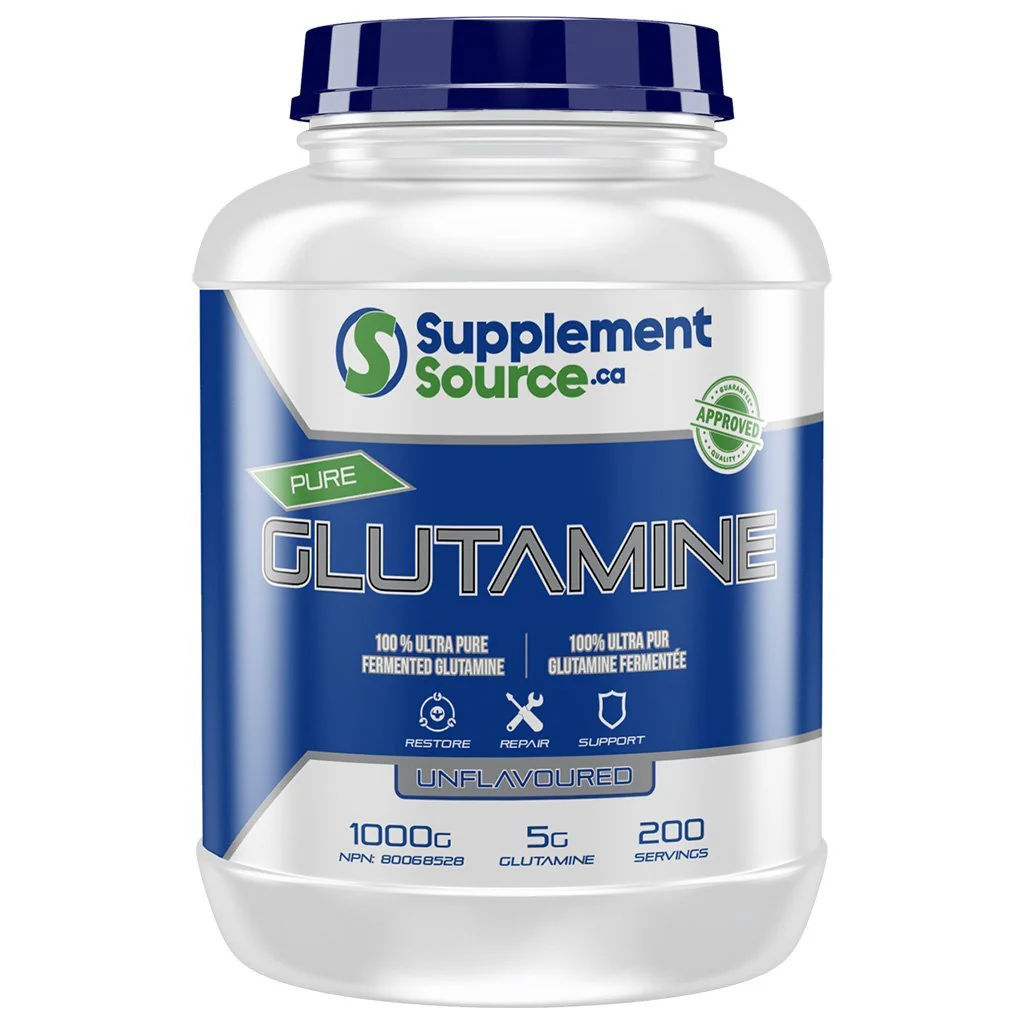 Supplement
Source.ca
GUARANTEE
APPROVED
QUALITY
PURE
GLUTAMINE
100 % ULTRA PURE
FERMENTED GLUTAMINE
100% ULTRA PUR
GLUTAMINE FERMENTÉE
RESTORE
REPAIR
SUPPORT
UNFLAVOURED
1000G
NPN: 80068528
5G
GLUTAMINE
200
SERVINGS